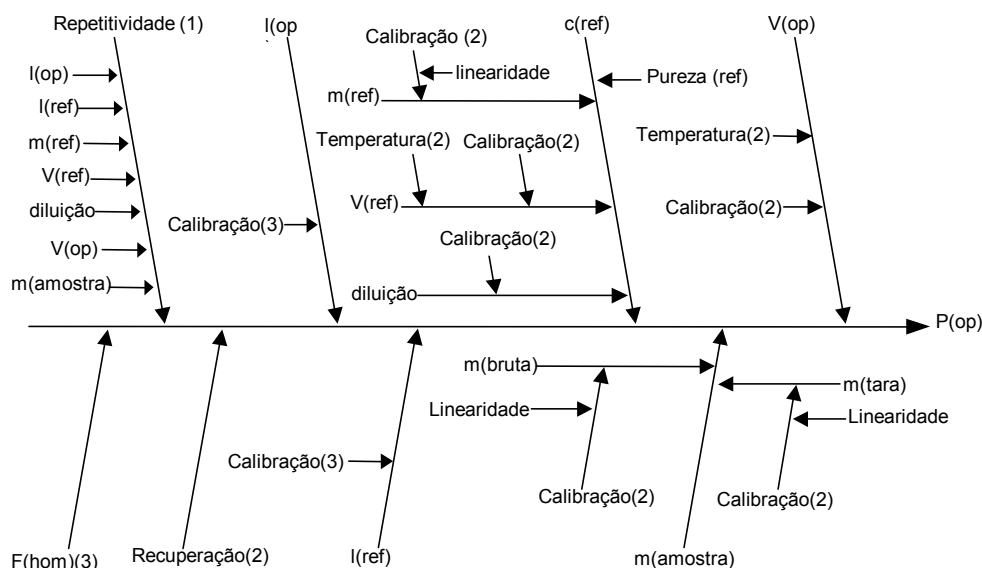 Repetitividade (1)
I(op
c(ref)
V(op)
Calibração (2)
linearidade
Pureza (ref)
m(ref)
I(op)
I(ref)
m(ref)
V(ref)
diluição
V(op)
m(amostra)
Calibração(3)
Temperatura(2)
Calibração(2)
V(ref)
Calibração(2)
diluição
Temperatura(2)
Calibração(2)
P(op)
m(bruta)
m(tara)
Linearidade
Linearidade
Calibração(3)
Calibração(2)
Calibração(2)
F(hom)(3)
Recuperação(2)
I(ref)
m(amostra)